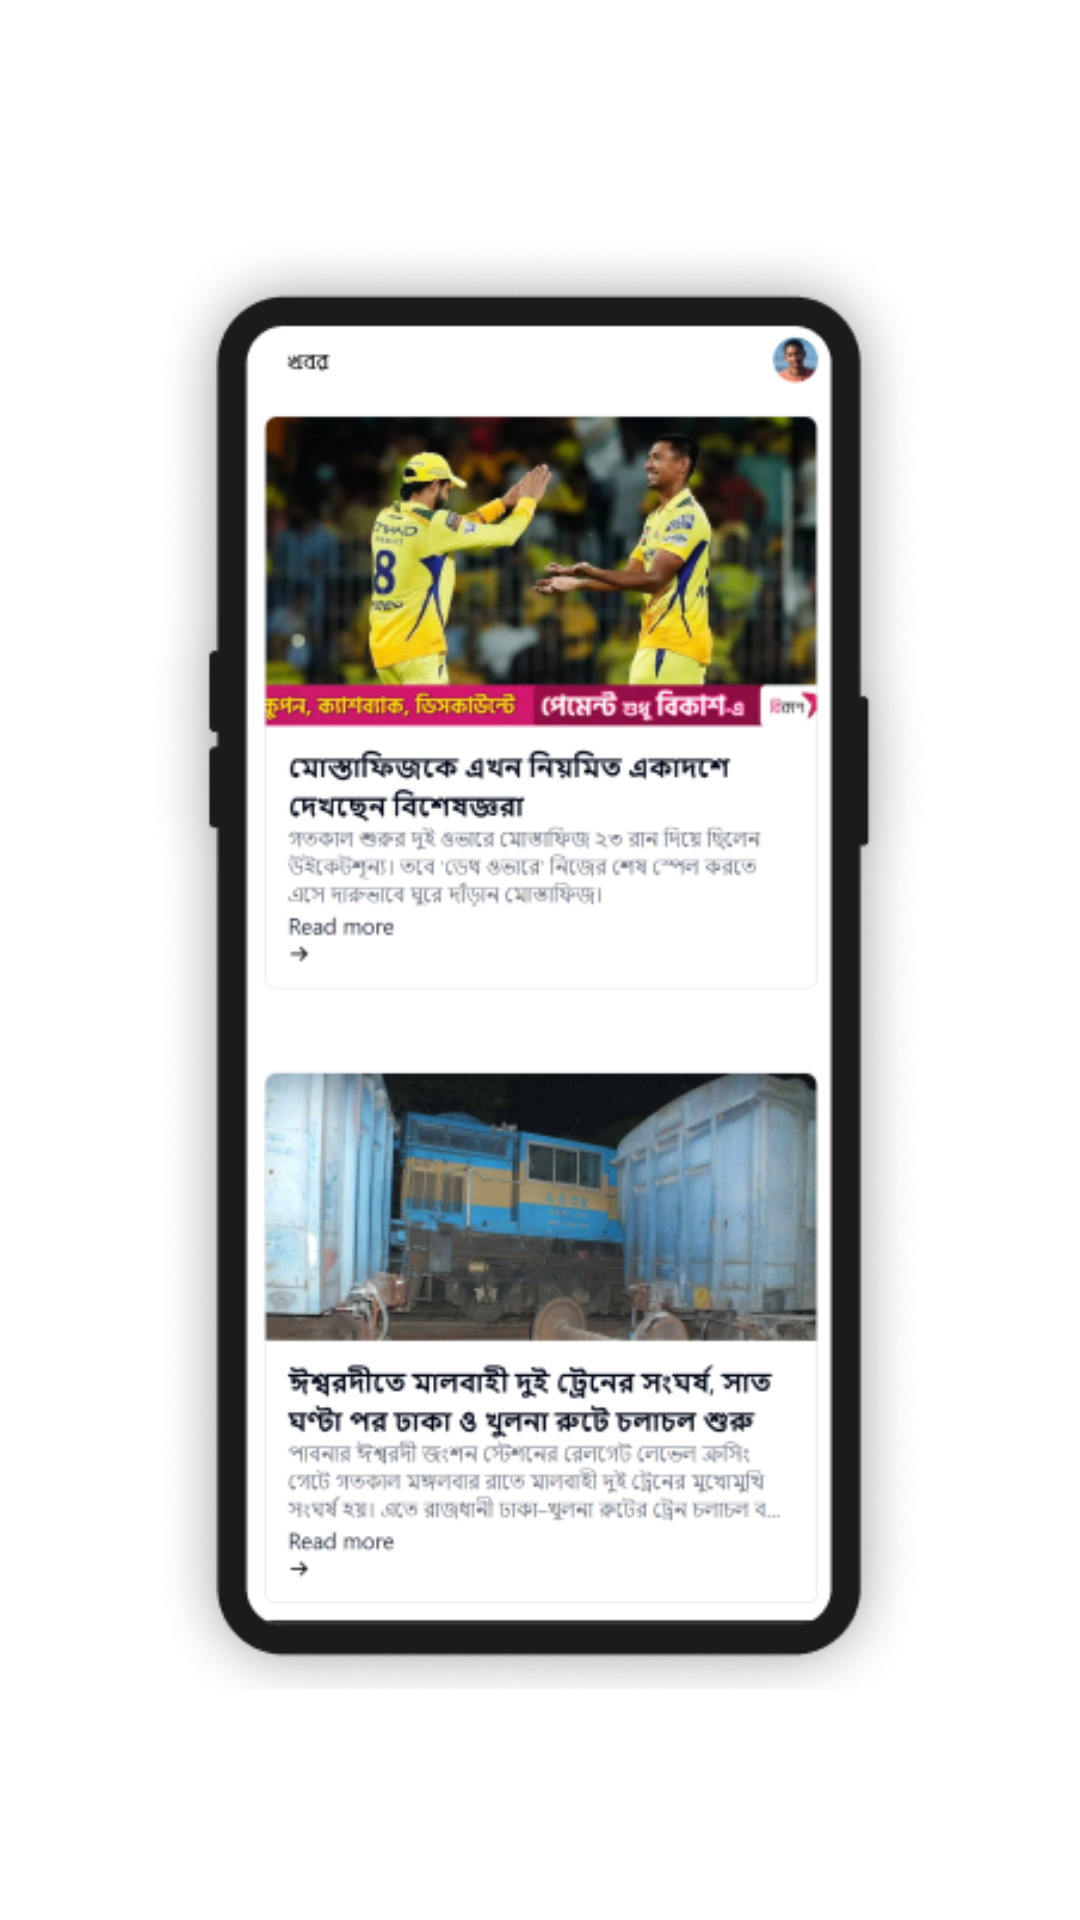 খবর
8
কুপন, ক্যাশব্যাক, ডিসকাউন্টে পেমেন্ট শুধু বিকাশ-এ বিকাশ
মোস্তাফিজকে এখন নিয়মিত একাদশে
দেখছেন বিশেষজ্ঞরা
গতকাল শুরুর দুই ওভারে মোস্তাফিজ ২৩ রান দিয়ে ছিলেন
উইকেটশূন্য। তবে 'ডেথ ওভারে' নিজের শেষ স্পেল করতে
এসে দারুভাবে ঘুরে দাঁড়ান মোস্তাফিজ।
Read more
→
ঈশ্বরদীতে মালবাহী দুই ট্রেনের সংঘর্ষ, সাত
ঘণ্টা পর ঢাকা ও খুলনা রুটে চলাচল শুরু
পাবনার ঈশ্বরদী জংশন স্টেশনের রেলগেট লেভেল ক্রসিং
গেটে গতকাল মঙ্গলবার রাতে মালবাহী দুই ট্রেনের মুখোমুখি
সংঘর্ষ হয়। এতে রাজধানী ঢাকা–খুলনা রুটের ট্রেন চলাচল ব...
Read more
→